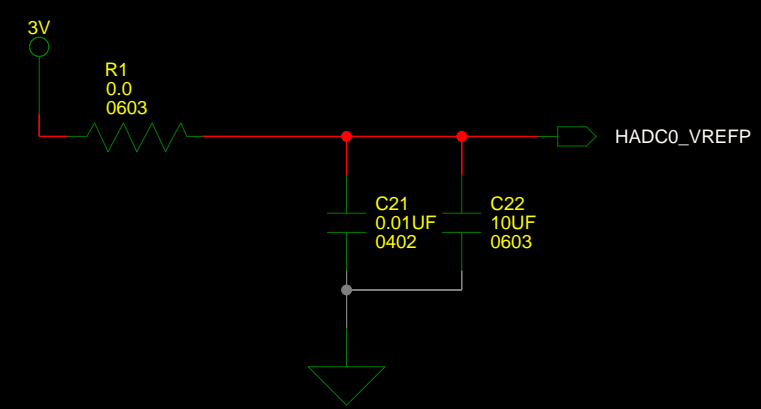 3V
R1
0.0
0603
HADC0_VREFP
C21
0.01UF
0402
C22
10UF
0603